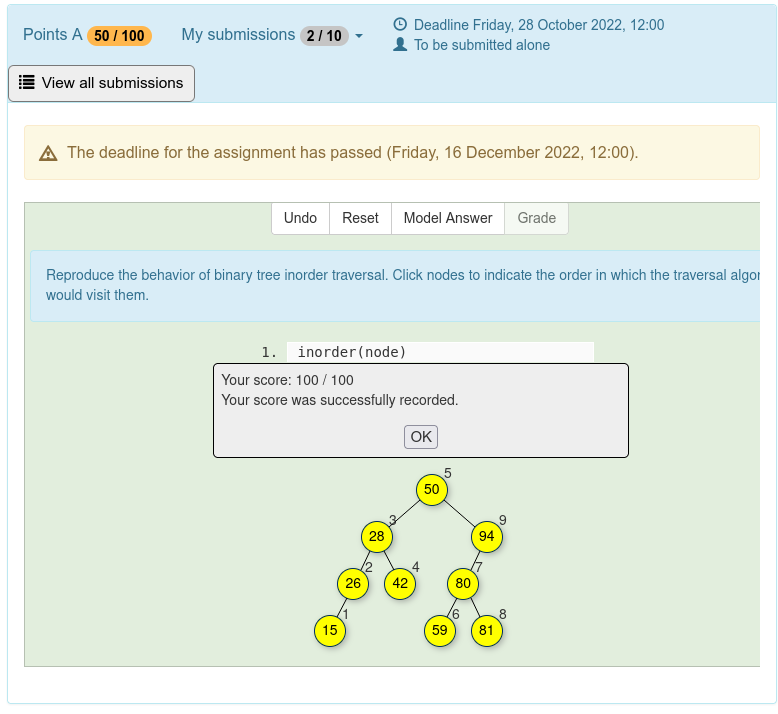 Points A 50 / 100 My submissions 2 / 10
Deadline Friday, 28 October 2022, 12:00
To be submitted alone
View all submissions
The deadline for the assignment has passed (Friday, 16 December 2022, 12:00).
Undo Reset Model Answer Grade
Reproduce the behavior of binary tree inorder traversal. Click nodes to indicate the order in which the traversal algor
would visit them.
1. inorder(node)
Your score: 100 / 100
Your score was successfully recorded.
OK
5
50
3 9
28 94
2 4 7
26 42 80
1 6 8
15 59 81